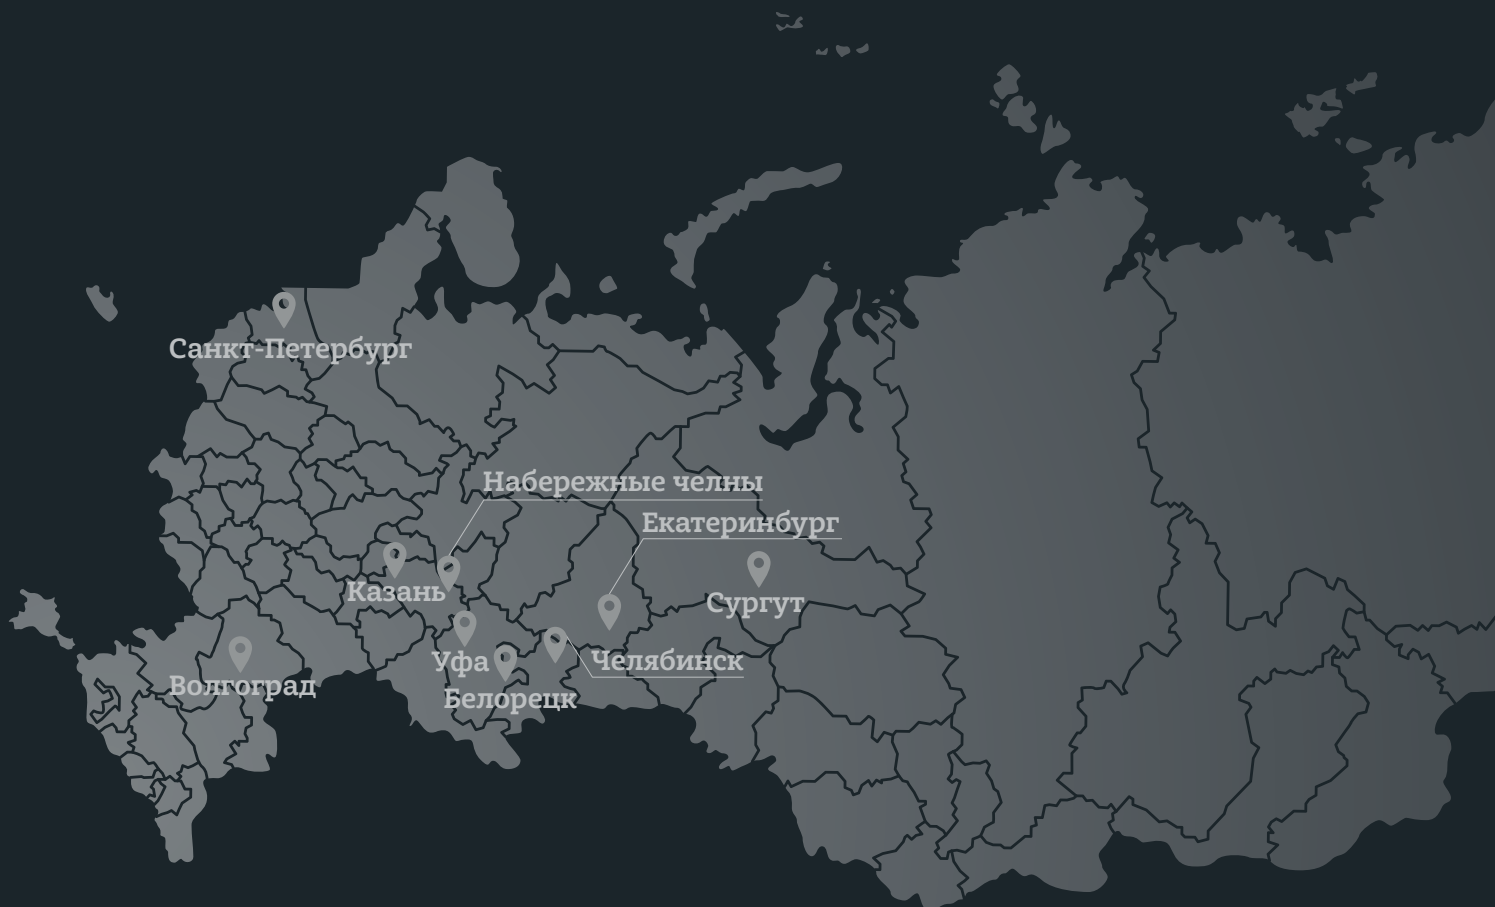 Санкт-Петербург
Набережные челны
Екатеринбург
Казань
Сургут
Уфа
Челябинск
Волгоград
Белорецк